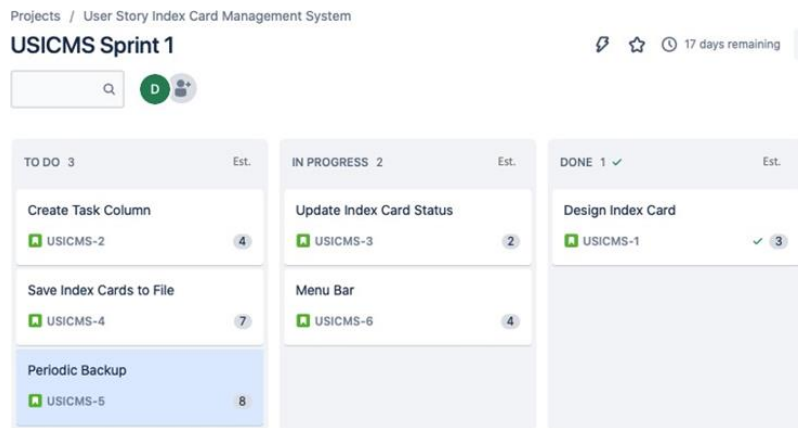 Projects / User Story Index Card Management System
USICMS Sprint 1
17 days remaining
D
TO DO 3 Est.
Create Task Column
USICMS-2 4
Save Index Cards to File
USICMS-4 7
Periodic Backup
USICMS-5 8
IN PROGRESS 2 Est.
Update Index Card Status
USICMS-3 2
Menu Bar
USICMS-6 4
DONE 1 Est.
Design Index Card
USICMS-1 3